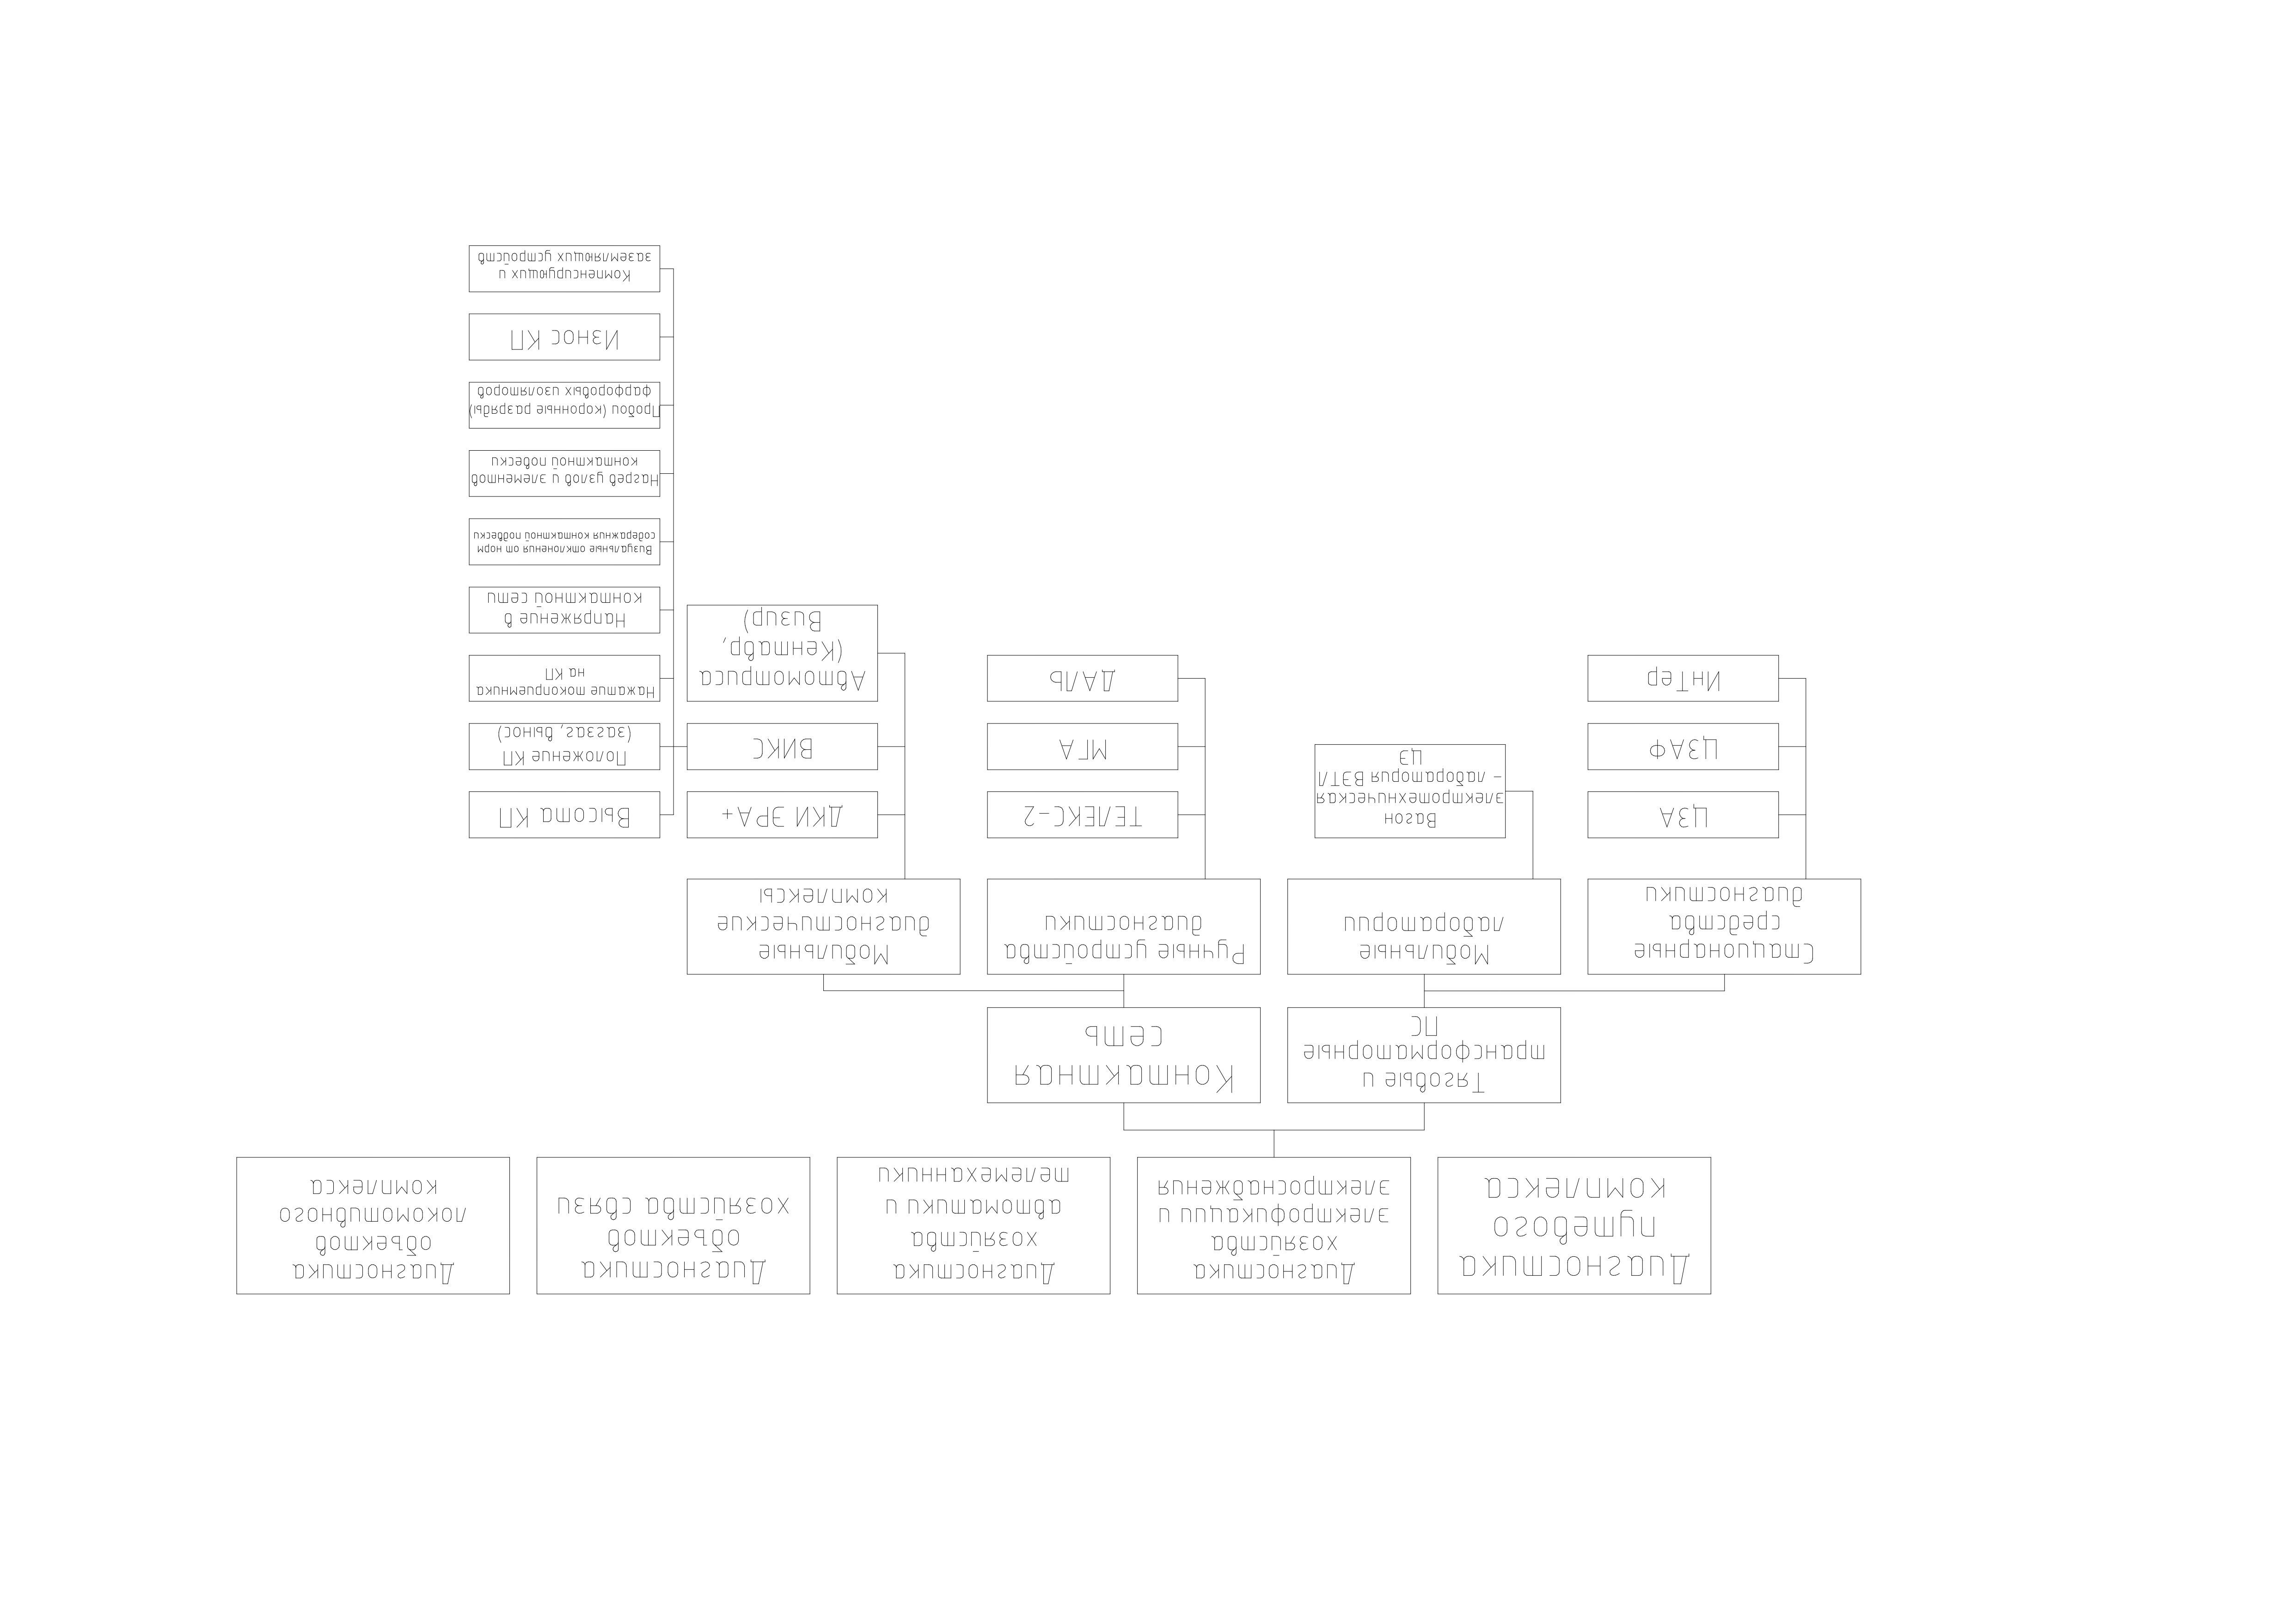 Диагностика
путевого
комплекса
Диагностика
хозяйства
электрофикации и
электроснабжения
Диагностика
хозяйства
автоматики и
телемеханники
Диагностика
объектов
хозяйства связи
Диагностика
объектов
локомотивного
комплекса
Тяговые и
трансформаторные
ПС
Контактная
сеть
Стационарные
средства
диагностики
Мобильные
лаборатории
Ручные устройства
диагностики
Мобильные
диагностические
комплексы
ЦЗА
ЦЗАФ
ИнТер
Вагон
электротехническая
- лаборатория ВЭТЛ
ЦЭ
ТЕЛЕКС-2
МГА
ДАЛЬ
ДКИ ЭРА+
ВИКС
Автомотриса
(Кентавр,
Визир)
Высота КП
Положение КП
(загзаг, вынос)
Нажатие токоприемника
на КП
Напряжение в
контактной сети
Визуальные отклонения от норм
содеражния контактной подвески
Нагрев узлов и элементов
контактной повески
Пробои (коронные разряды)
фарфоровых изоляторов
Износ КП
Компенсирующих и
заземляющих устройств